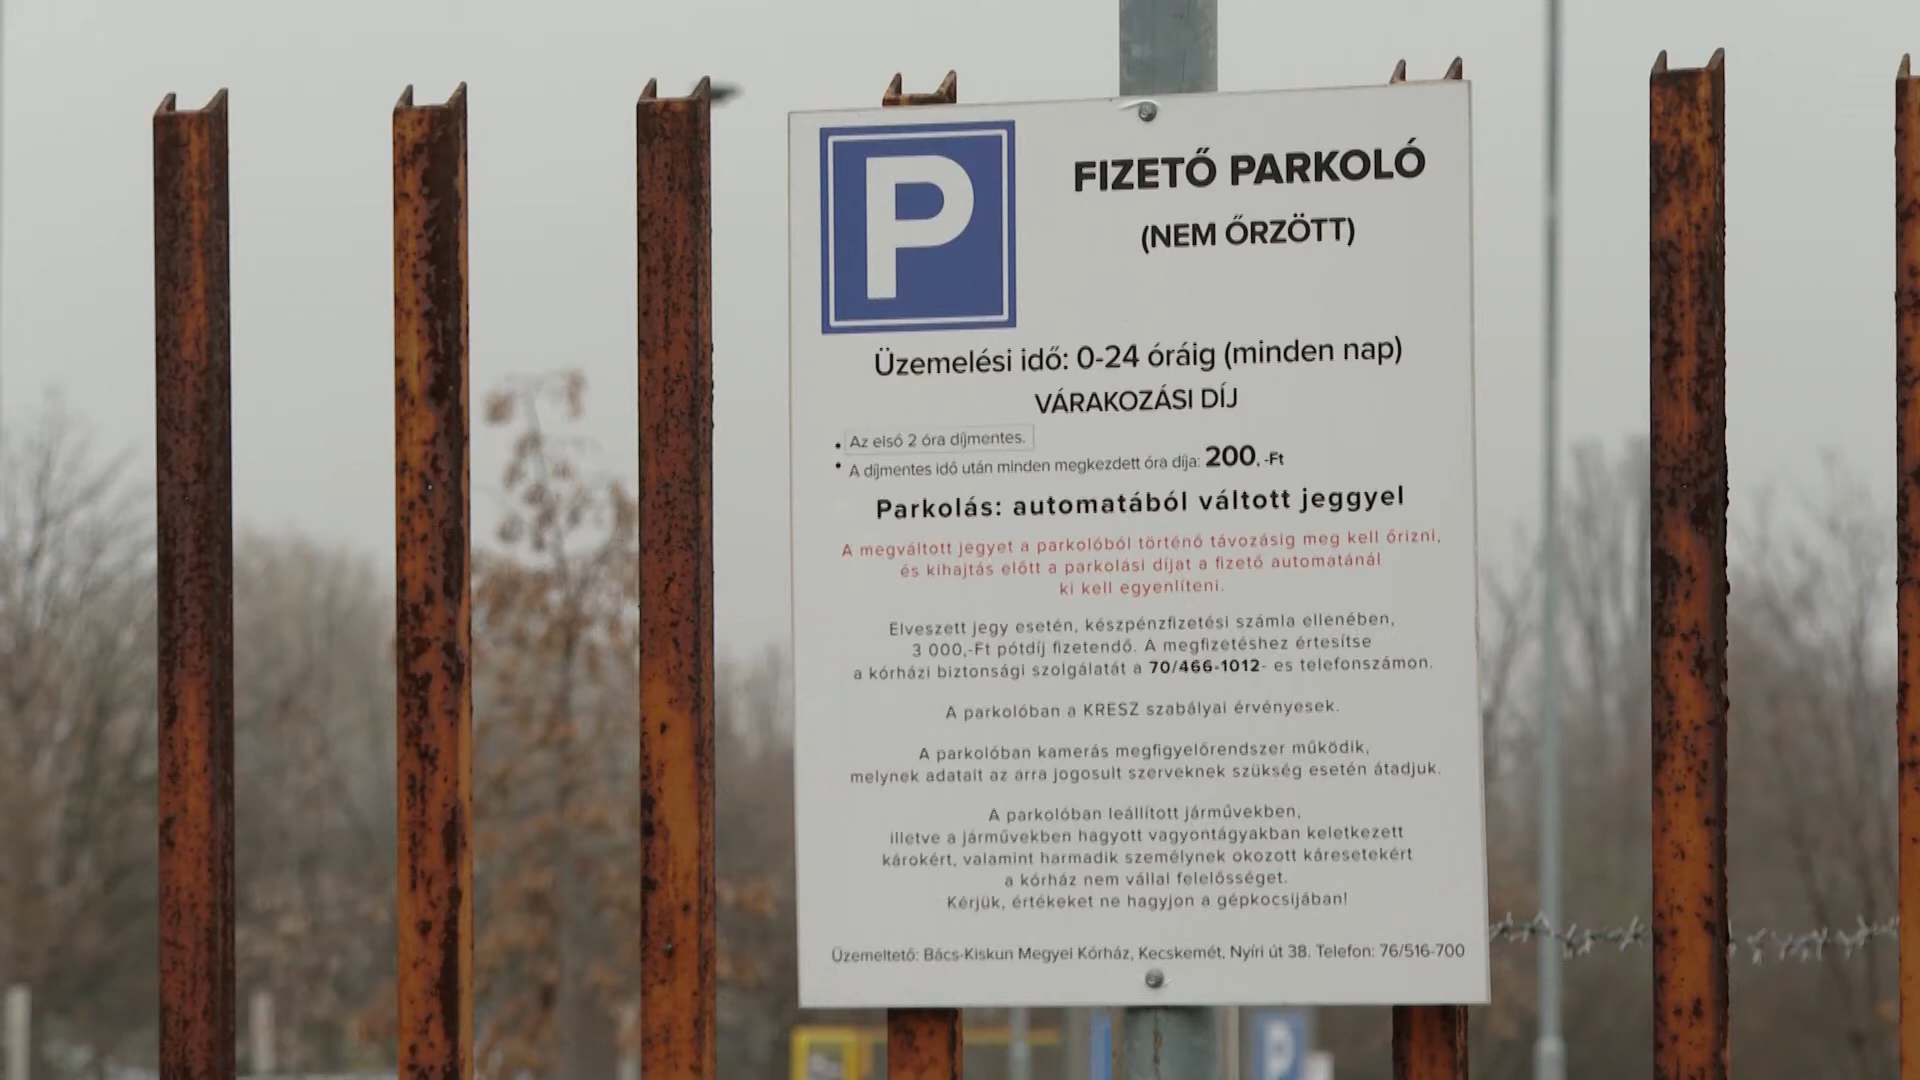 P
FIZETŐ PARKOLÓ
(NEM ŐRZÖTT)
Üzemelési idő: 0-24 óráig (minden nap)
VÁRAKOZÁSI DÍJ
• Az első 2 óra díjmentes.
• A díjmentes idő után minden megkezdett óra díja: 200,-Ft
Parkolás: automatából váltott jeggyel
A megváltott jegyet a parkolóból történő távozásig meg kell őrizni,
és kihajtás előtt a parkolási díjat a fizető automatánál
ki kell egyenlíteni.
Elveszett jegy esetén, készpénzfizetési számla ellenében,
3 000,-Ft pótdíj fizetendő. A megfizetéshez értesítse
a kórházi biztonsági szolgálatát a 70/466-1012- es telefonszámon.
A parkolóban a KRESZ szabályai érvényesek.
A parkolóban kamerás megfigyelőrendszer működik,
melynek adatait az arra jogosult szerveknek szükség esetén átadjuk.
A parkolóban leállított járművekben,
illetve a járművekben hagyott vagyontágyakban keletkezett
károkért, valamint harmadik személynek okozott káresetekért
a kórház nem vállal felelősséget.
Kérjük, értékeket ne hagyjon a gépkocsijában!
Üzemeltető: Bács-Kiskun Megyei Kórház, Kecskemét, Nyíri út 38. Telefon: 76/516-700
P